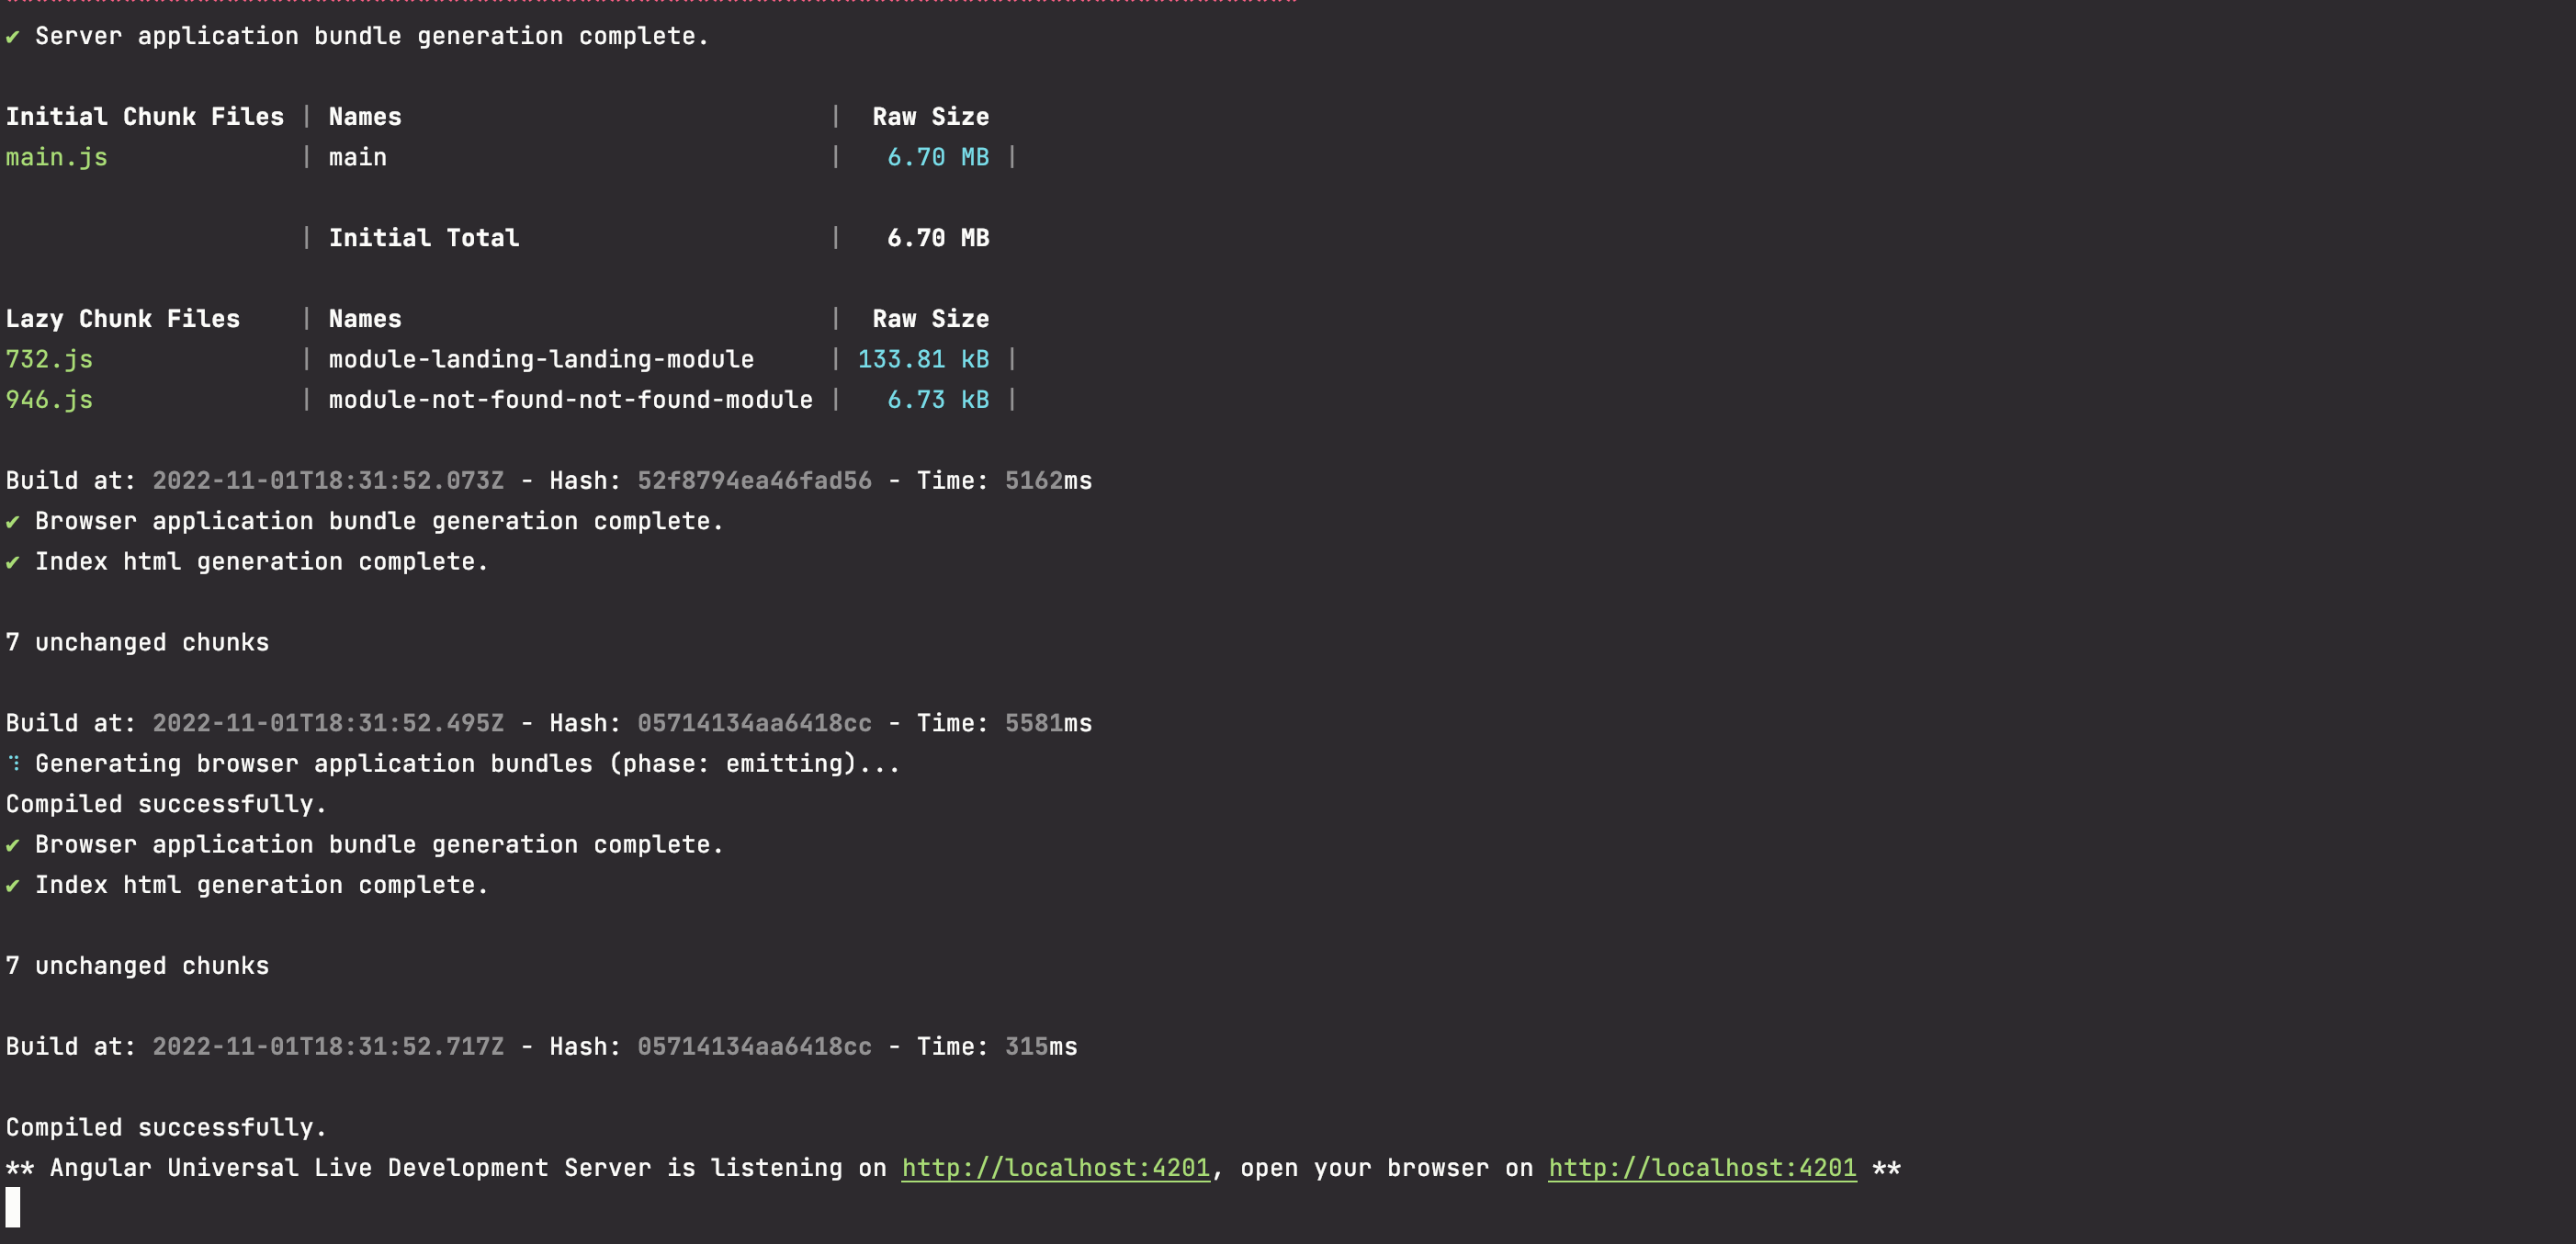 ✔ Server application bundle generation complete.
Initial Chunk Files | Names | Raw Size
main.js | main | 6.70 MB |
| Initial Total | 6.70 MB
Lazy Chunk Files | Names | Raw Size
732.js | module-landing-landing-module | 133.81 kB |
946.js | module-not-found-not-found-module | 6.73 kB |
Build at: 2022-11-01T18:31:52.073Z - Hash: 52f8794ea46fad56 - Time: 5162ms
✔ Browser application bundle generation complete.
✔ Index html generation complete.
7 unchanged chunks
Build at: 2022-11-01T18:31:52.495Z - Hash: 05714134aa6418cc - Time: 5581ms
⠹ Generating browser application bundles (phase: emitting)...
Compiled successfully.
✔ Browser application bundle generation complete.
✔ Index html generation complete.
7 unchanged chunks
Build at: 2022-11-01T18:31:52.717Z - Hash: 05714134aa6418cc - Time: 315ms
Compiled successfully.
** Angular Universal Live Development Server is listening on http://localhost:4201, open your browser on http://localhost:4201 **